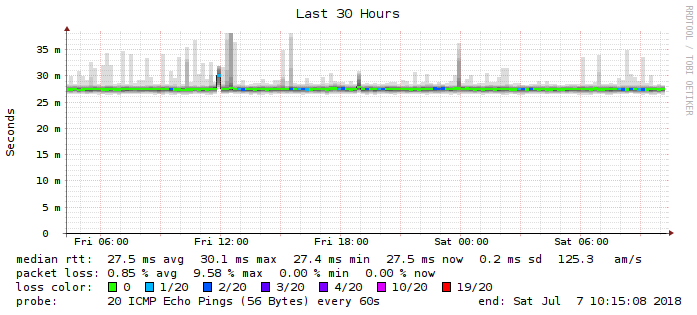 Last 30 Hours
RRDTOOL / TOBI OETIKER
Seconds
35 m
30 m
25 m
20 m
15 m
10 m
5 m
0
Fri 06:00 Fri 12:00 Fri 18:00 Sat 00:00 Sat 06:00
median rtt: 27.5 ms avg 30.1 ms max 27.4 ms min 27.5 ms now 0.2 ms sd 125.3 am/s
packet loss: 0.85 % avg 9.58 % max 0.00 % min 0.00 % now
loss color: 0 1/20 2/20 3/20 4/20 10/20 19/20
probe: 20 ICMP Echo Pings (56 Bytes) every 60s end: Sat Jul 7 10:15:08 2018